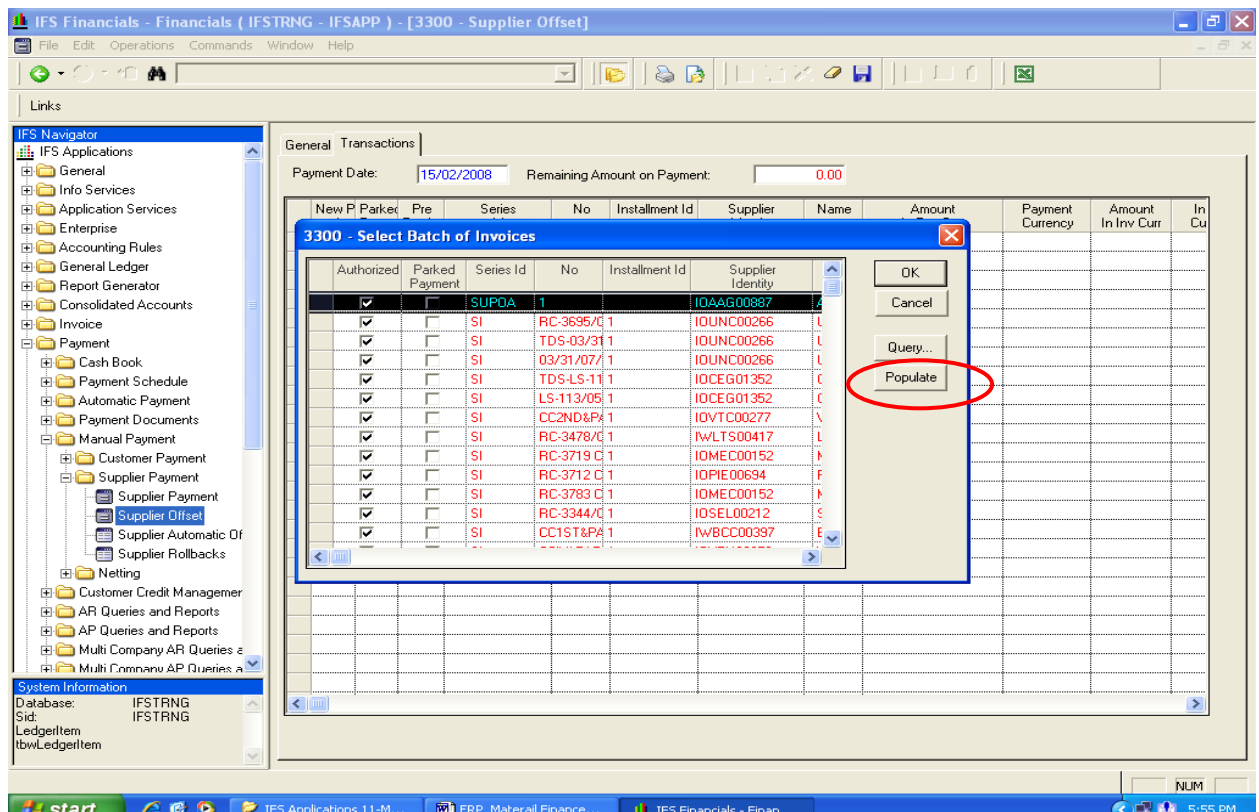 IFS Financials - Financials ( IFSTRNG - IFSAPP ) - [3300 - Supplier Offset]
File Edit Operations Commands Window Help
Links
IFS Navigator
IFS Applications
General
Info Services
Application Services
Enterprise
Accounting Rules
General Ledger
Report Generator
Consolidated Accounts
Invoice
Payment
Cash Book
Payment Schedule
Automatic Payment
Payment Documents
Manual Payment
Customer Payment
Supplier Payment
Supplier Payment
Supplier Offset
Supplier Automatic Of
Supplier Rollbacks
Netting
Customer Credit Managemer
AR Queries and Reports
AP Queries and Reports
Multi Company AR Queries a
Multi Company AP Queries a
System Information
Database: IFSTRNG
Sid: IFSTRNG
LedgerItem
tbwLedgerItem
General Transactions
Payment Date: 15/02/2008 Remaining Amount on Payment: 0.00
New P Parked Pre Series No Installment Id Supplier Name Amount Payment Amount In
Currency In Inv Curr Cu
3300 - Select Batch of Invoices
Authorized Parked Series Id No Installment Id Supplier
Payment Identity
SUPOA 1 IOAAG00887
SI RC-3695/0 1 IOUNC00266
SI TDS-03/31 1 IOUNC00266
SI 03/31/07/ 1 IOUNC00266
SI TDS-LS-11 1 IOCEG01352
SI LS-113/05 1 IOCEG01352
SI CC2ND&PA 1 IOVTC00277
SI RC-3478/0 1 IWLTS00417
SI RC-3719 C 1 IOMEC00152
SI RC-3712 C 1 IOPIE00694
SI RC-3783 C 1 IOMEC00152
SI RC-3344/0 1 IOSEL00212
SI CC1ST&PA 1 IWBCC00397
OK
Cancel
Query...
Populate
NUM
start IFS Applications 11-M... ERP_Materail Finance... IFS Financials - Finan... 5:55 PM